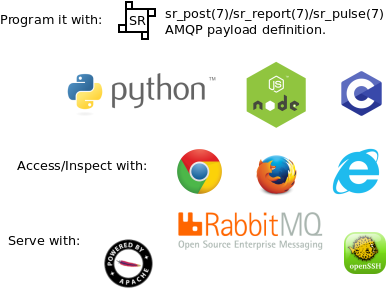 Program it with:
SR
sr_post(7)/sr_report(7)/sr_pulse(7)
AMQP payload definition.
python™
JS
node
C
Access/Inspect with:
Serve with:
RabbitMQ
Open Source Enterprise Messaging
POWERED BY
APACHE
openSSH